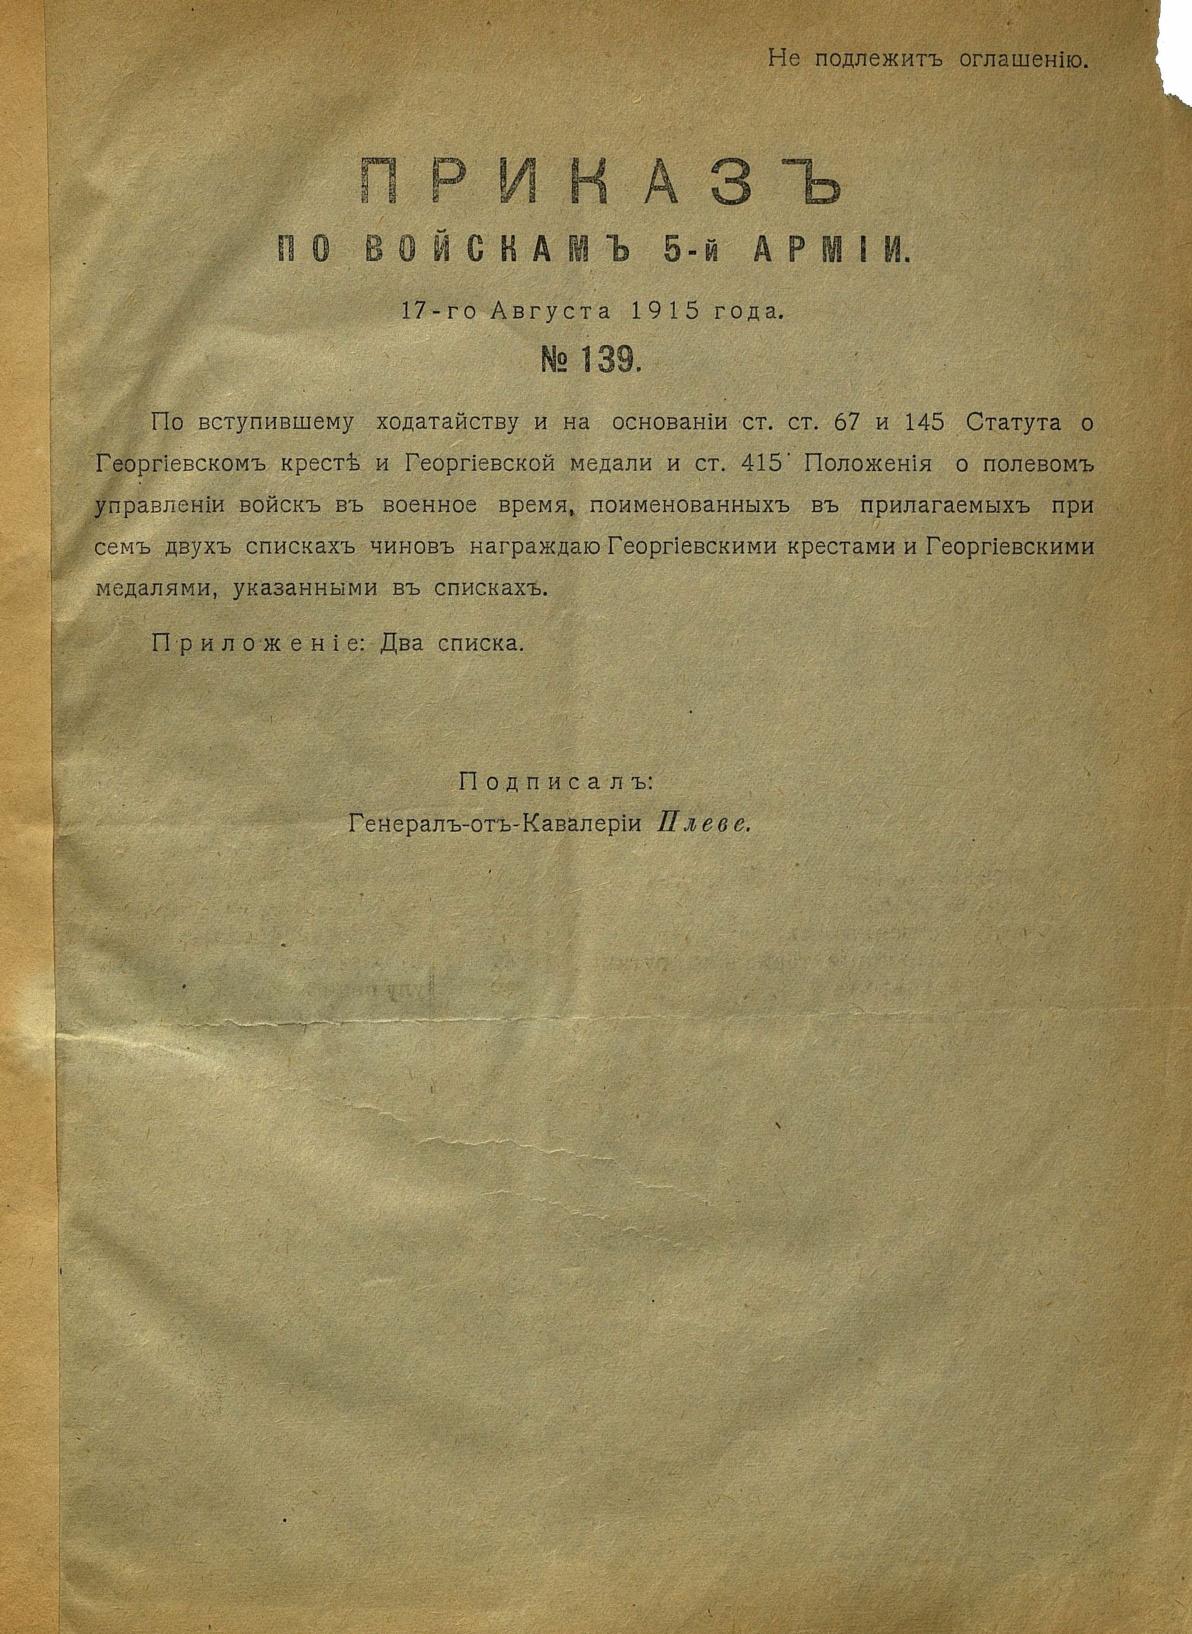 Не подлежитъ оглашенію.
ПРИКАЗЪ
ПО ВОЙСКАМЪ 5-й АРМІИ.
17-го Августа 1915 года.
№ 139.
По вступившему ходатайству и на основаніи ст. ст. 67 и 145 Статута о
Георгіевскомъ крестѣ и Георгіевской медали и ст. 415 Положенія о полевомъ
управленіи войскъ въ военное время, поименованныхъ въ прилагаемыхъ при
семъ двухъ спискахъ чиновъ награждаю Георгіевскими крестами и Георгіевскими
медалями, указанными въ спискахъ.
Приложеніе: Два списка.
Подписалъ:
Генералъ-отъ-Кавалеріи Плеве.